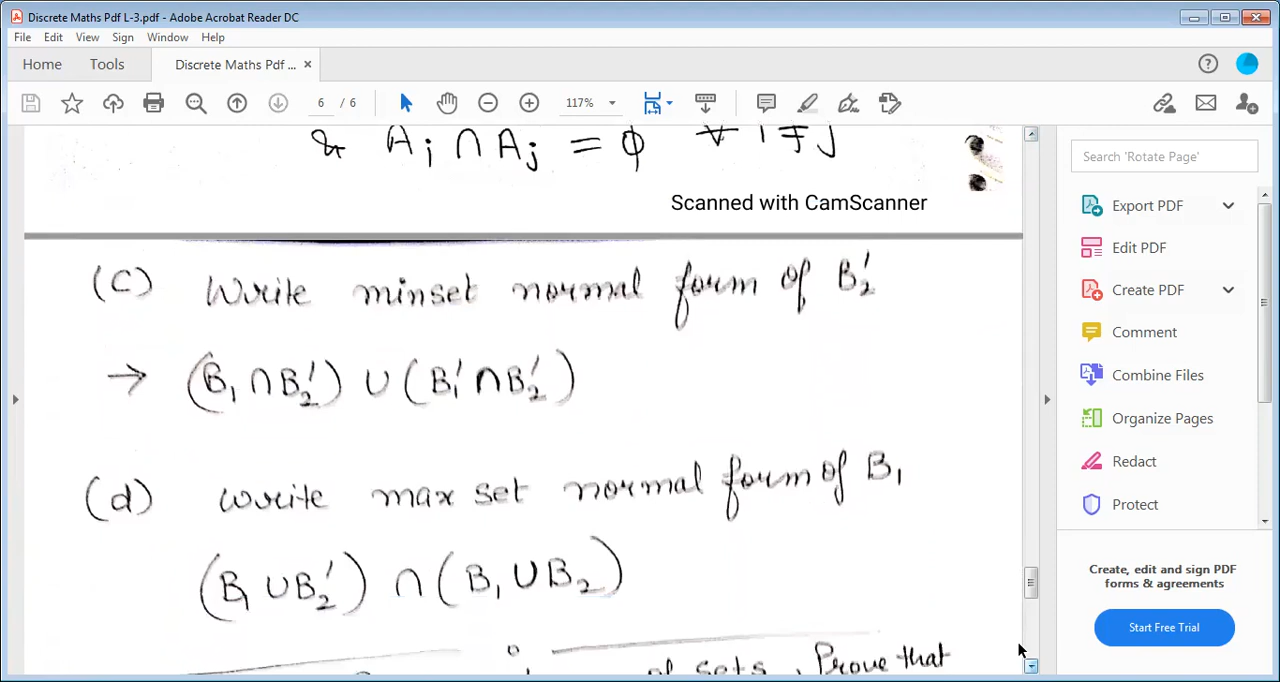 Discrete Maths Pdf L-3.pdf - Adobe Acrobat Reader DC
File Edit View Sign Window Help
Home Tools Discrete Maths Pdf ... ×
6 / 6 117%
& Ai ∩ Aj = ϕ ∀ i ≠ j
Scanned with CamScanner
(c) Write minset normal form of B₂′
→ (B₁ ∩ B₂′) ∪ (B₁′ ∩ B₂′)
(d) write max set normal form of B₁
(B₁ ∪ B₂′) ∩ (B₁ ∪ B₂)
of sets. Prove that
Search 'Rotate Page'
Export PDF
Edit PDF
Create PDF
Comment
Combine Files
Organize Pages
Redact
Protect
Create, edit and sign PDF
forms & agreements
Start Free Trial